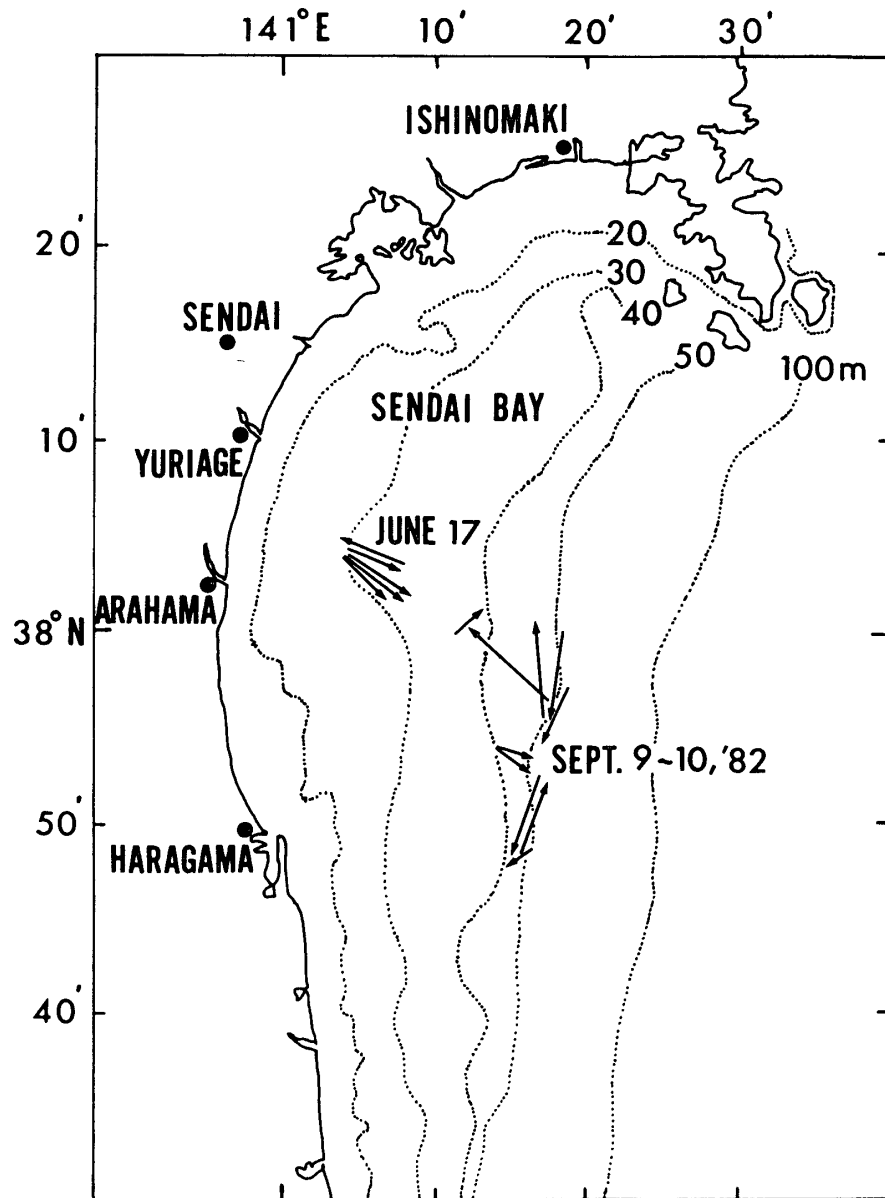 141°E 10′ 20′ 30′
ISHINOMAKI
20′
20
30
SENDAI
40
50
100m
SENDAI BAY
10′
YURIAGE
JUNE 17
ARAHAMA
38°N
SEPT. 9~10, '82
50′
HARAGAMA
40′